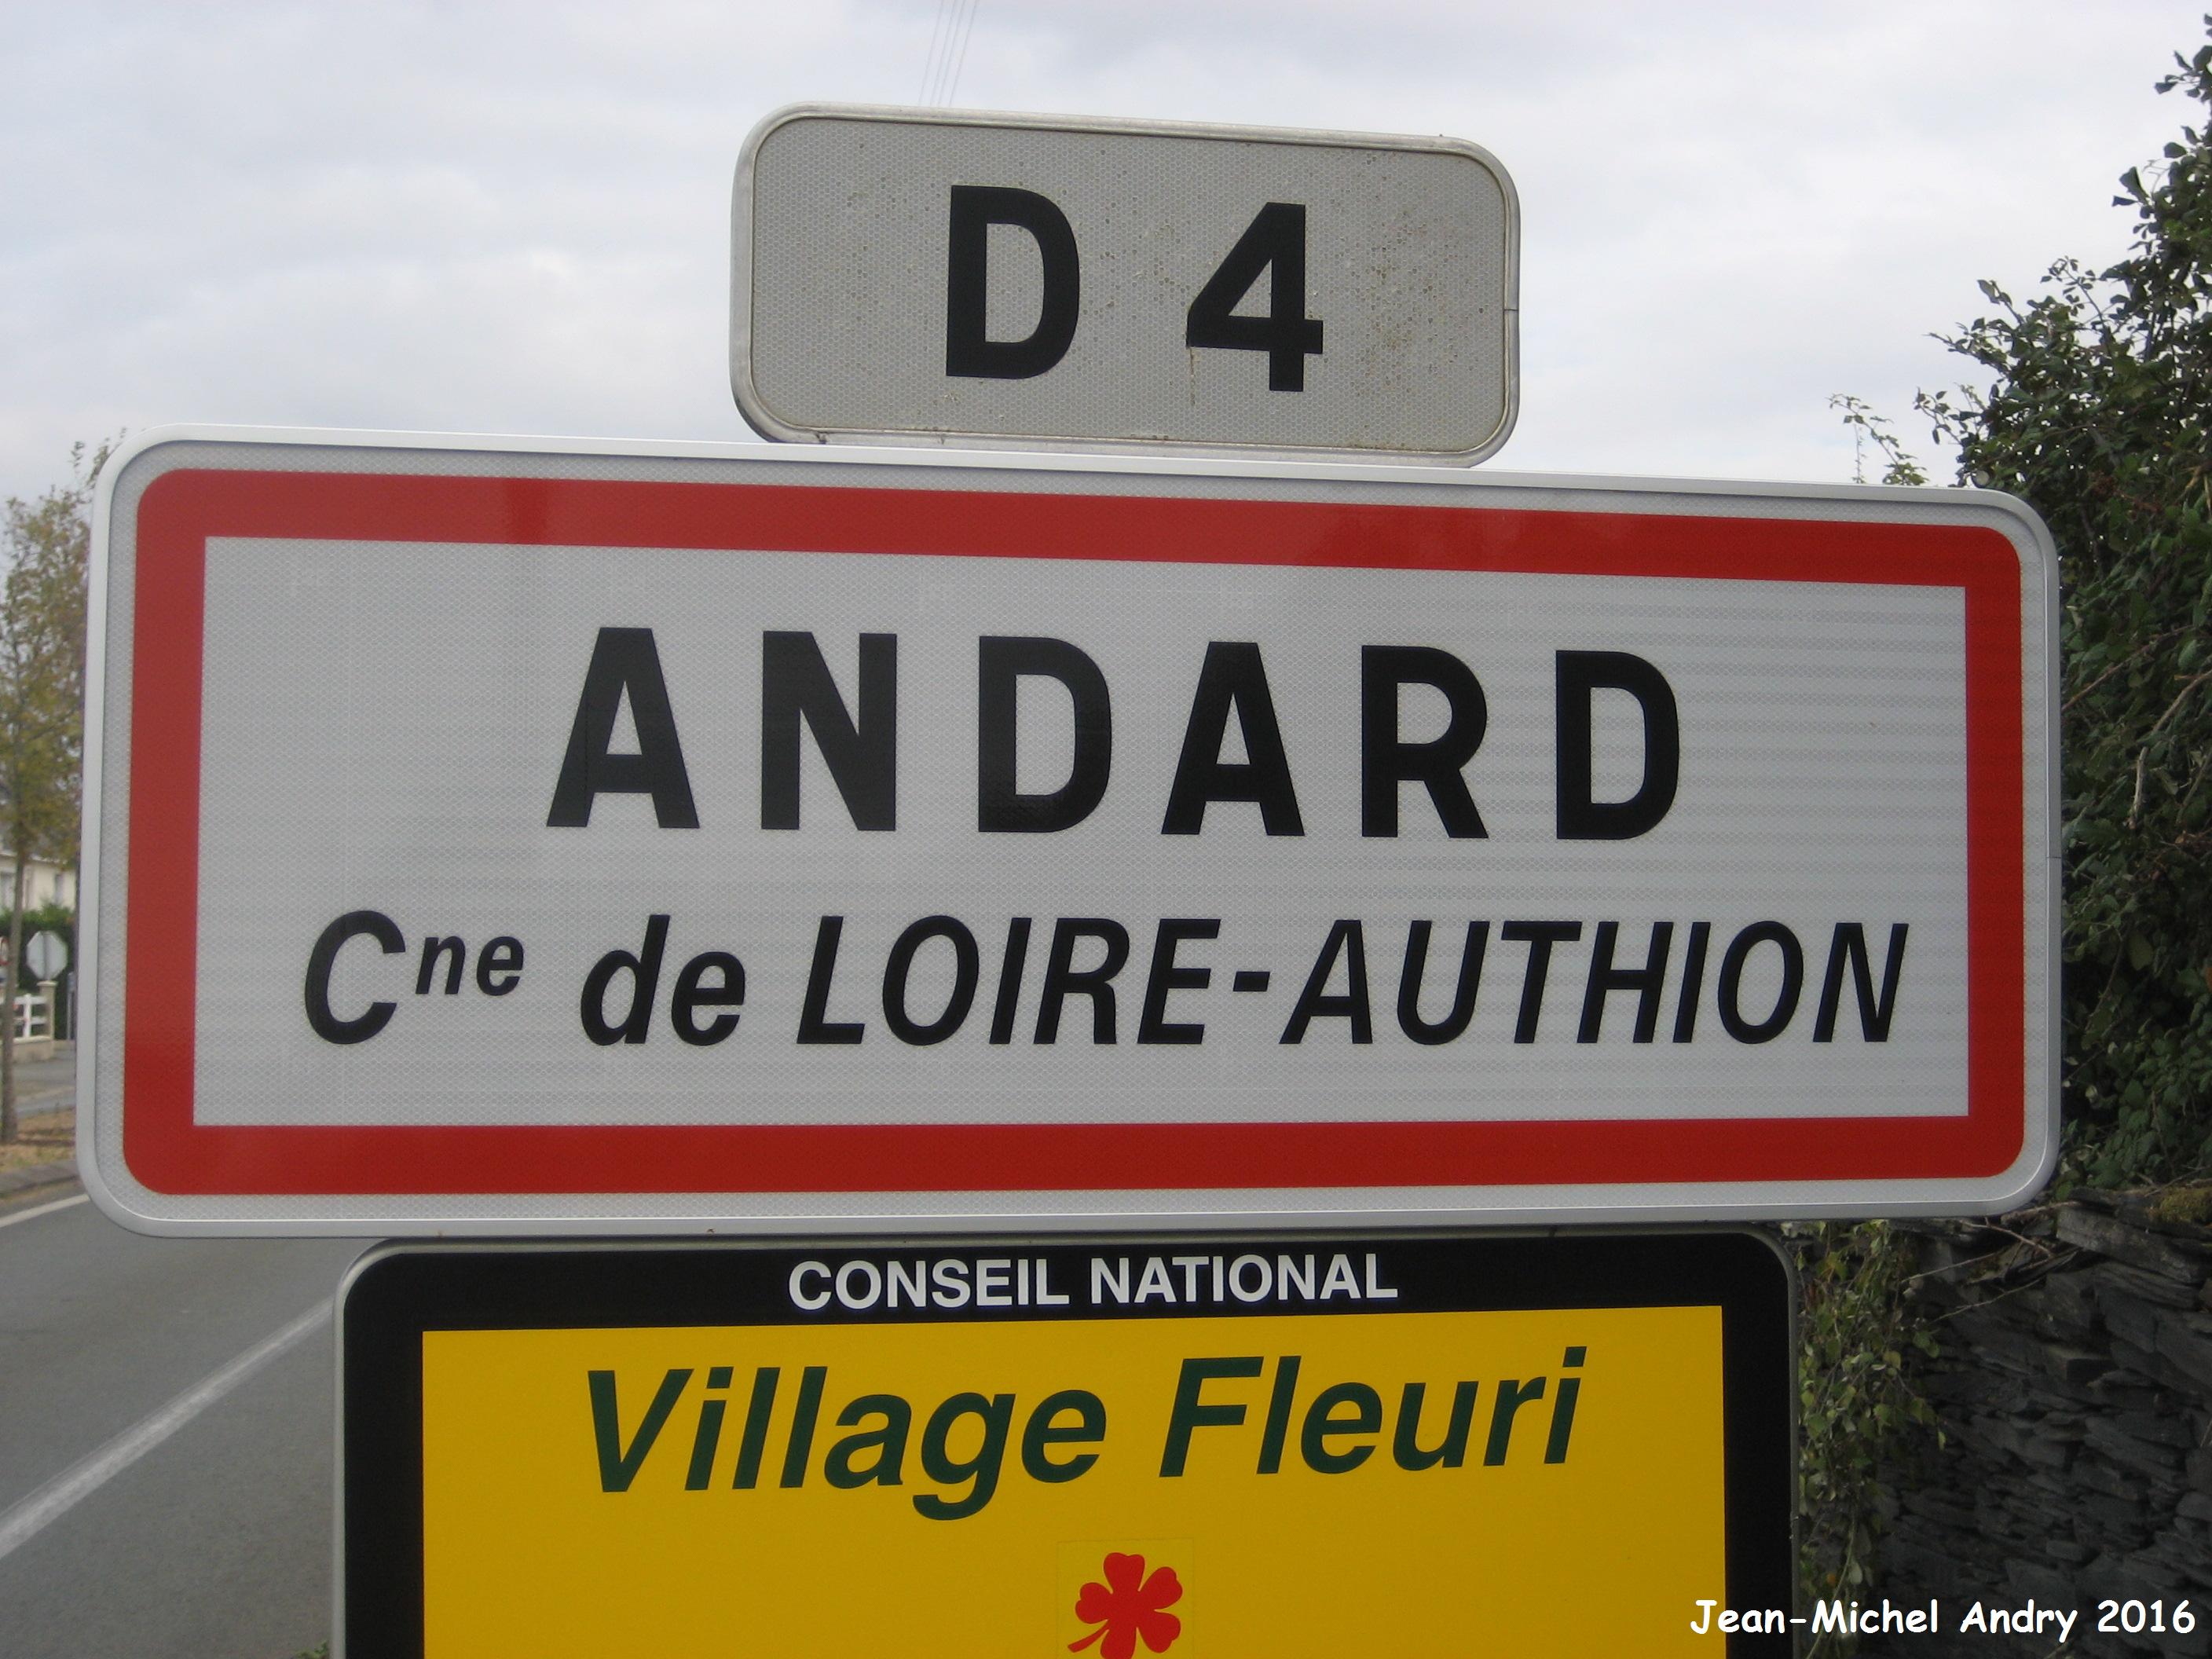 D 4
ANDARD
Cne de LOIRE-AUTHION
CONSEIL NATIONAL
Village Fleuri
Jean-Michel Andry 2016